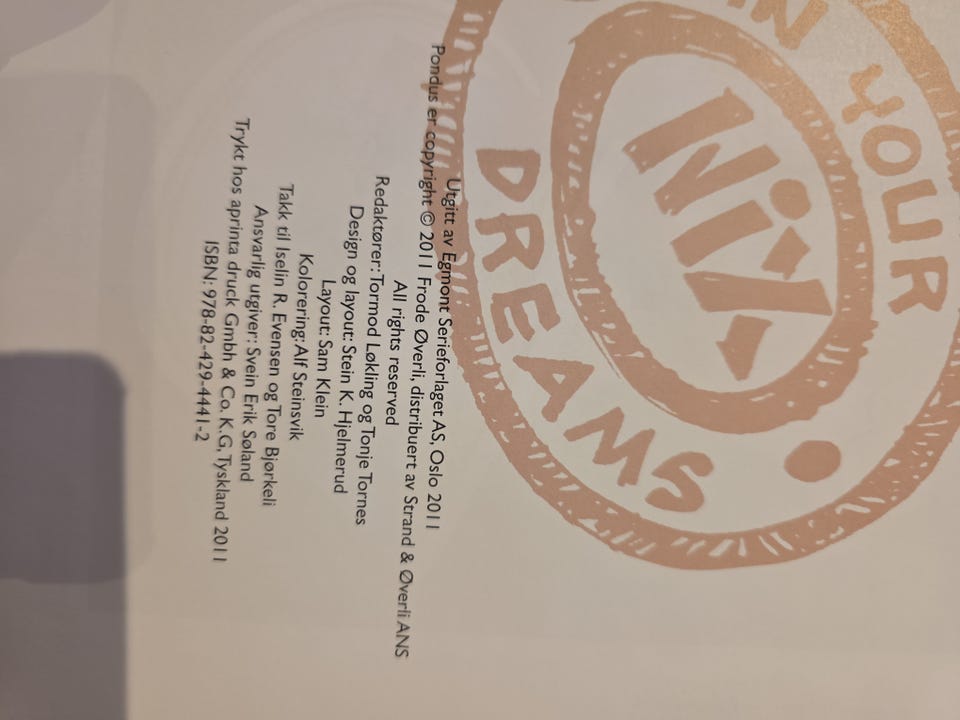 IN YOUR
DREAMS
Utgitt av Egmont Serieforlaget AS, Oslo 2011
Pondus er copyright © 2011 Frode Øverli, distribuert av Strand & Øverli ANS
All rights reserved
Redaktører: Tormod Løkling og Tonje Tornes
Design og layout: Stein K. Hjelmerud
Layout: Sam Klein
Kolorering: Alf Steinsvik
Takk til Iselin R. Evensen og Tore Bjørkeli
Ansvarlig utgiver: Svein Erik Søland
Trykt hos aprinta druck Gmbh & Co. K.G, Tyskland 2011
ISBN: 978-82-429-4441-2